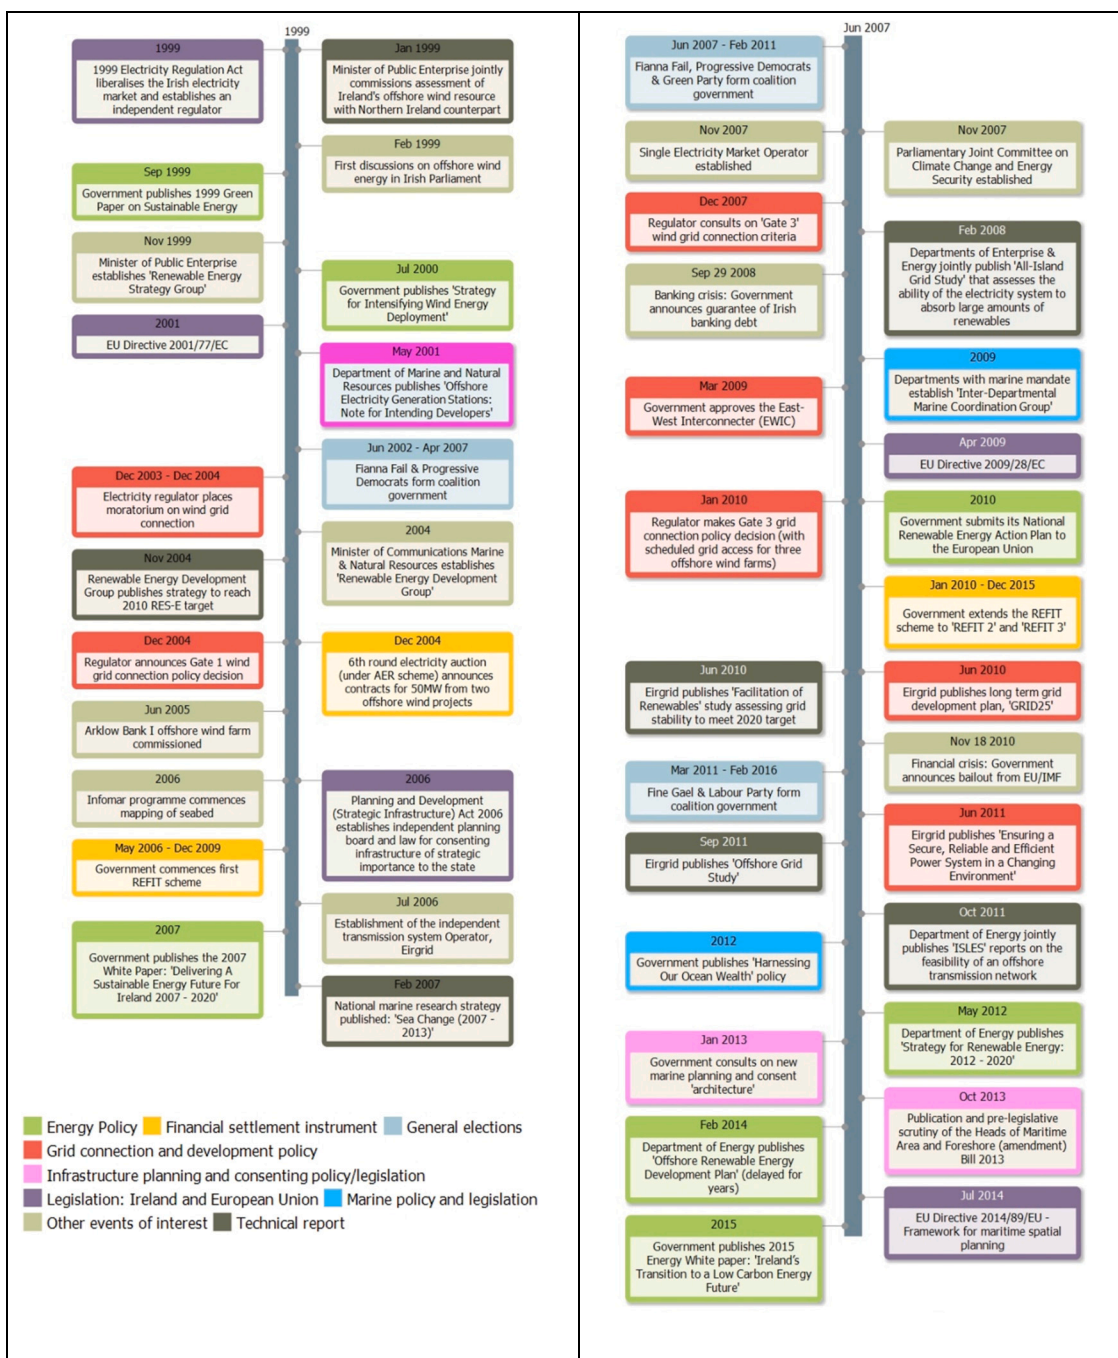 1999
1999
1999 Electricity Regulation Act
liberalises the Irish electricity
market and establishes an
independent regulator
Jan 1999
Minister of Public Enterprise jointly
commissions assessment of
Ireland's offshore wind resource
with Northern Ireland counterpart
Feb 1999
First discussions on offshore wind
energy in Irish Parliament
Sep 1999
Government publishes 1999 Green
Paper on Sustainable Energy
Nov 1999
Minister of Public Enterprise
establishes 'Renewable Energy
Strategy Group'
Jul 2000
Government publishes 'Strategy
for Intensifying Wind Energy
Deployment'
2001
EU Directive 2001/77/EC
May 2001
Department of Marine and Natural
Resources publishes 'Offshore
Electricity Generation Stations:
Note for Intending Developers'
Jun 2002 - Apr 2007
Fianna Fail & Progressive
Democrats form coalition
government
Dec 2003 - Dec 2004
Electricity regulator places
moratorium on wind grid
connection
2004
Minister of Communications Marine
& Natural Resources establishes
'Renewable Energy Development
Group'
Nov 2004
Renewable Energy Development
Group publishes strategy to reach
2010 RES-E target
Dec 2004
Regulator announces Gate 1 wind
grid connection policy decision
Dec 2004
6th round electricity auction
(under AER scheme) announces
contracts for 50MW from two
offshore wind projects
Jun 2005
Arklow Bank I offshore wind farm
commissioned
2006
Infomar programme commences
mapping of seabed
2006
Planning and Development
(Strategic Infrastructure) Act 2006
establishes independent planning
board and law for consenting
infrastructure of strategic
importance to the state
May 2006 - Dec 2009
Government commences first
REFIT scheme
Jul 2006
Establishment of the independent
transmission system Operator,
Eirgrid
2007
Government publishes the 2007
White Paper: 'Delivering A
Sustainable Energy Future For
Ireland 2007 - 2020'
Feb 2007
National marine research strategy
published: 'Sea Change (2007 -
2013)'
Energy Policy Financial settlement instrument General elections
Grid connection and development policy
Infrastructure planning and consenting policy/legislation
Legislation: Ireland and European Union Marine policy and legislation
Other events of interest Technical report
Jun 2007
Jun 2007 - Feb 2011
Fianna Fail, Progressive Democrats
& Green Party form coalition
government
Nov 2007
Single Electricity Market Operator
established
Nov 2007
Parliamentary Joint Committee on
Climate Change and Energy
Security established
Dec 2007
Regulator consults on 'Gate 3'
wind grid connection criteria
Feb 2008
Departments of Enterprise &
Energy jointly publish 'All-Island
Grid Study' that assesses the
ability of the electricity system to
absorb large amounts of
renewables
Sep 29 2008
Banking crisis: Government
announces guarantee of Irish
banking debt
2009
Departments with marine mandate
establish 'Inter-Departmental
Marine Coordination Group'
Mar 2009
Government approves the East-
West Interconnecter (EWIC)
Apr 2009
EU Directive 2009/28/EC
Jan 2010
Regulator makes Gate 3 grid
connection policy decision (with
scheduled grid access for three
offshore wind farms)
2010
Government submits its National
Renewable Energy Action Plan to
the European Union
Jan 2010 - Dec 2015
Government extends the REFIT
scheme to 'REFIT 2' and 'REFIT 3'
Jun 2010
Eirgrid publishes 'Facilitation of
Renewables' study assessing grid
stability to meet 2020 target
Jun 2010
Eirgrid publishes long term grid
development plan, 'GRID25'
Nov 18 2010
Financial crisis: Government
announces bailout from EU/IMF
Mar 2011 - Feb 2016
Fine Gael & Labour Party form
coalition government
Jun 2011
Eirgrid publishes 'Ensuring a
Secure, Reliable and Efficient
Power System in a Changing
Environment'
Sep 2011
Eirgrid publishes 'Offshore Grid
Study'
Oct 2011
Department of Energy jointly
publishes 'ISLES' reports on the
feasibility of an offshore
transmission network
2012
Government publishes 'Harnessing
Our Ocean Wealth' policy
May 2012
Department of Energy publishes
'Strategy for Renewable Energy:
2012 - 2020'
Jan 2013
Government consults on new
marine planning and consent
'architecture'
Oct 2013
Publication and pre-legislative
scrutiny of the Heads of Maritime
Area and Foreshore (amendment)
Bill 2013
Feb 2014
Department of Energy publishes
'Offshore Renewable Energy
Development Plan' (delayed for
years)
Jul 2014
EU Directive 2014/89/EU -
Framework for maritime spatial
planning
2015
Government publishes 2015
Energy White paper: 'Ireland's
Transition to a Low Carbon Energy
Future'